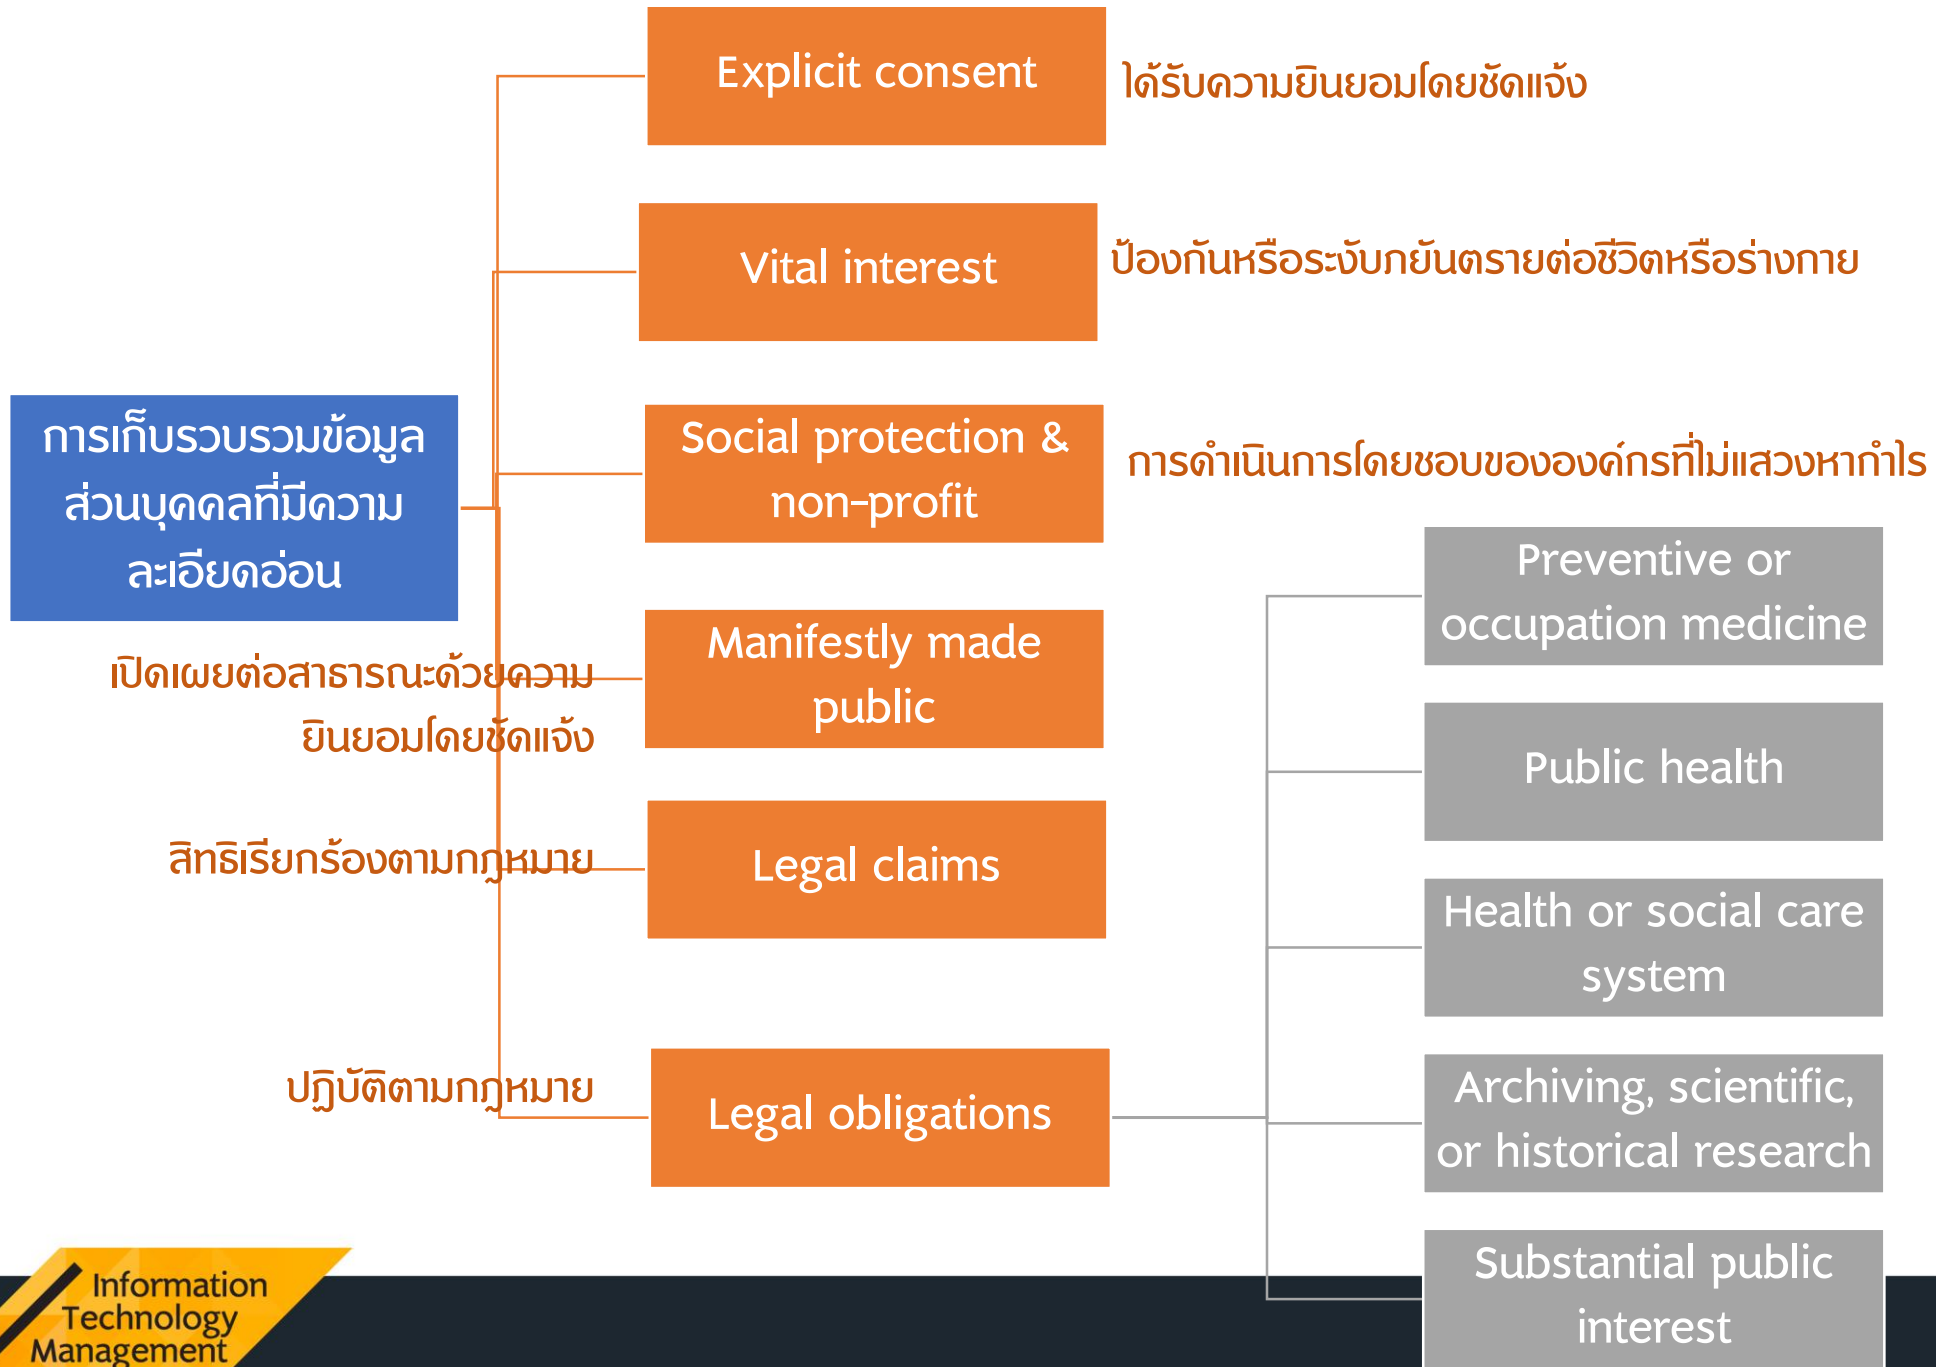 การเก็บรวบรวมข้อมูล
ส่วนบุคคลที่มีความ
ละเอียดอ่อน
Explicit consent
ได้รับความยินยอมโดยชัดแจ้ง
Vital interest
ป้องกันหรือระงับภยันตรายต่อชีวิตหรือร่างกาย
Social protection &
non-profit
การดำเนินการโดยชอบขององค์กรที่ไม่แสวงหากำไร
Manifestly made
public
เปิดเผยต่อสาธารณะด้วยความ
ยินยอมโดยชัดแจ้ง
Legal claims
สิทธิเรียกร้องตามกฎหมาย
Legal obligations
ปฏิบัติตามกฎหมาย
Preventive or
occupation medicine
Public health
Health or social care
system
Archiving, scientific,
or historical research
Substantial public
interest
Information
Technology
Management